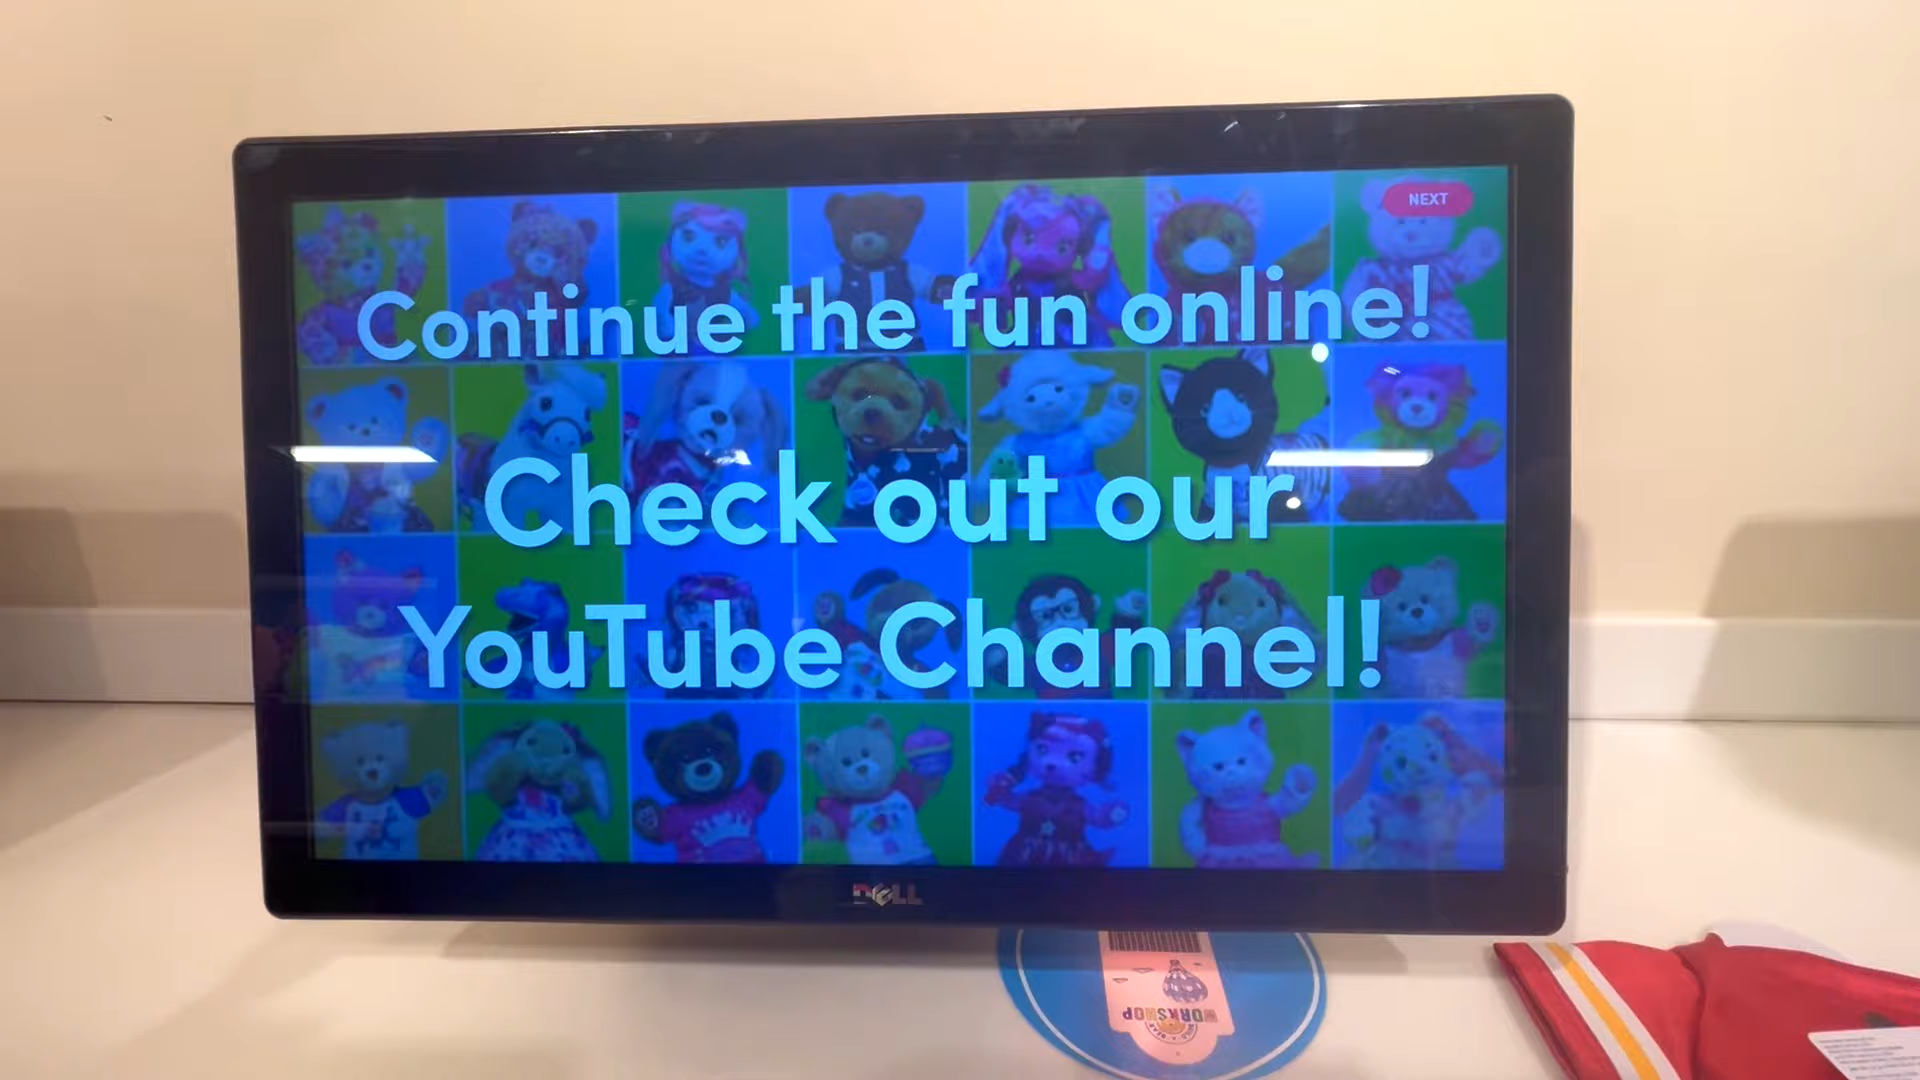 NEXT
Continue the fun online!
Check out our
YouTube Channel!
DELL
WORKSHOP